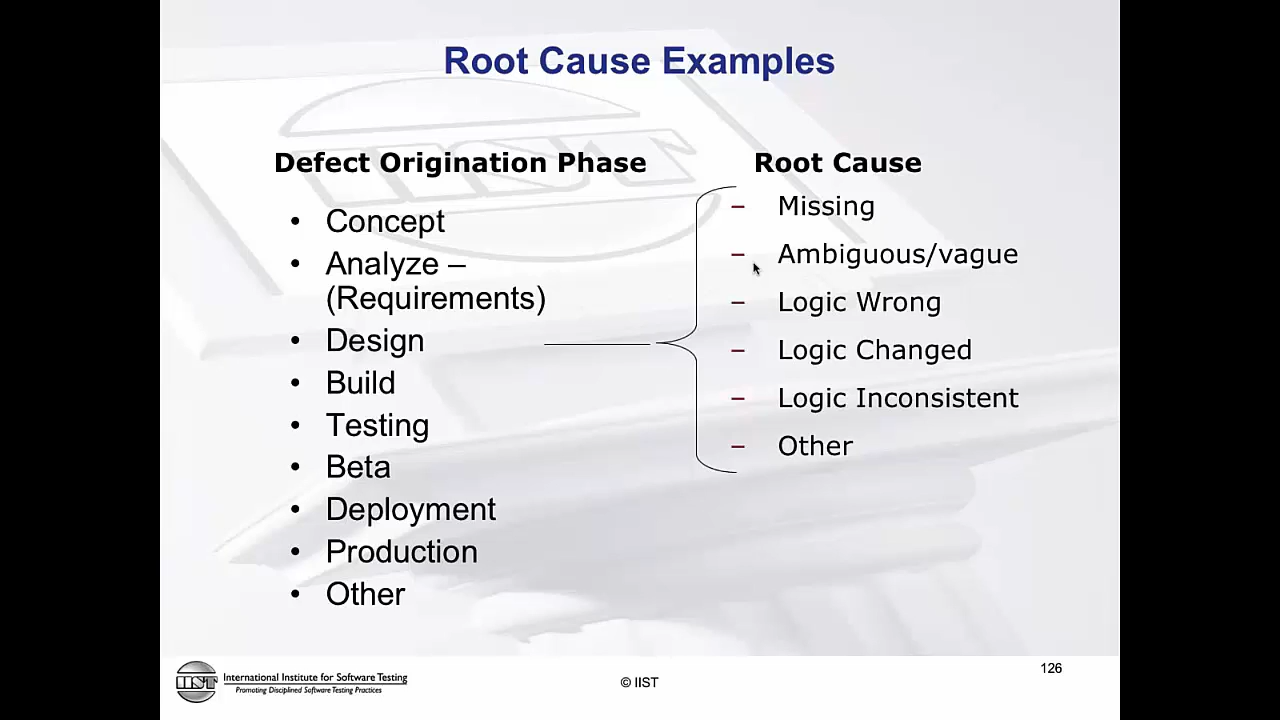 Root Cause Examples
Defect Origination Phase
• Concept
• Analyze –
(Requirements)
• Design
• Build
• Testing
• Beta
• Deployment
• Production
• Other
Root Cause
– Missing
– Ambiguous/vague
– Logic Wrong
– Logic Changed
– Logic Inconsistent
– Other
IIST
International Institute for Software Testing
Promoting Disciplined Software Testing Practices
© IIST
126